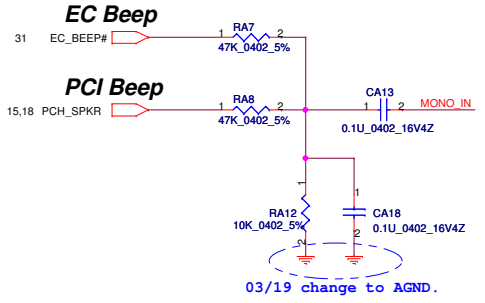 EC Beep
31 EC_BEEP# 1 RA7 2
47K_0402_5%
PCI Beep
15,18 PCH_SPKR 1 RA8 2
47K_0402_5%
CA13
1 2 MONO_IN
0.1U_0402_16V4Z
1 1
RA12 CA18
10K_0402_5% 0.1U_0402_16V4Z
2 2
03/19 change to AGND.